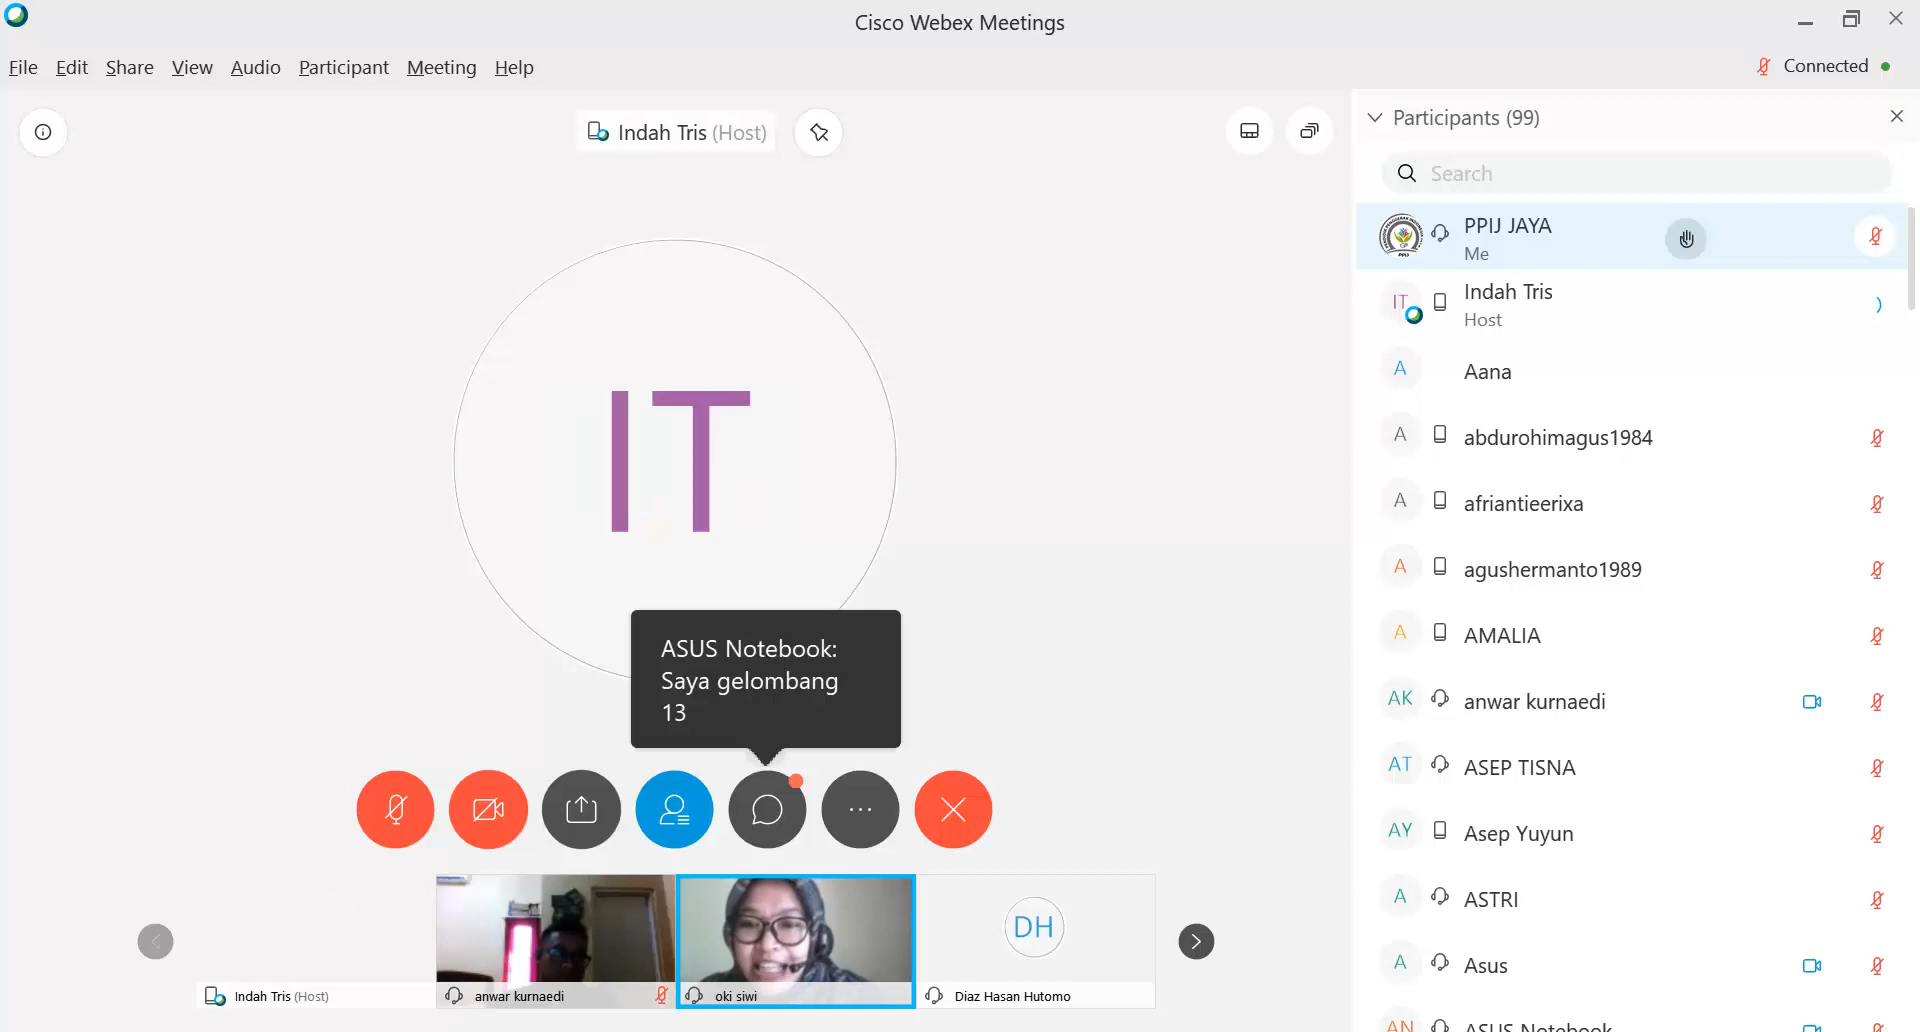 Cisco Webex Meetings
File Edit Share View Audio Participant Meeting Help
Connected
Indah Tris (Host)
Participants (99)
Search
PPIJ JAYA
Me
IT
Indah Tris
Host
A
Aana
A
abdurohimagus1984
A
afriantieerixa
A
agushermanto1989
A
AMALIA
AK
anwar kurnaedi
AT
ASEP TISNA
AY
Asep Yuyun
A
ASTRI
A
Asus
AN
ASUS Notebook
IT
ASUS Notebook:
Saya gelombang
13
DH
Indah Tris (Host)
anwar kurnaedi
oki siwi
Diaz Hasan Hutomo